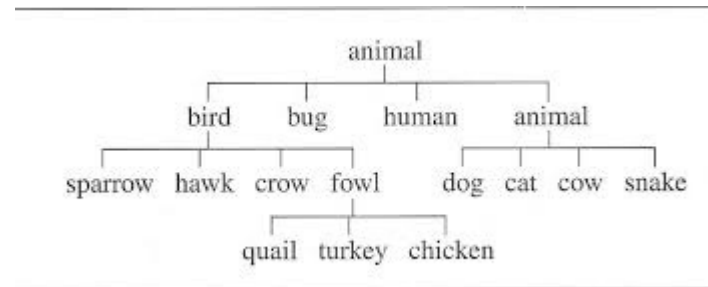 animal
bird bug human animal
sparrow hawk crow fowl dog cat cow snake
quail turkey chicken